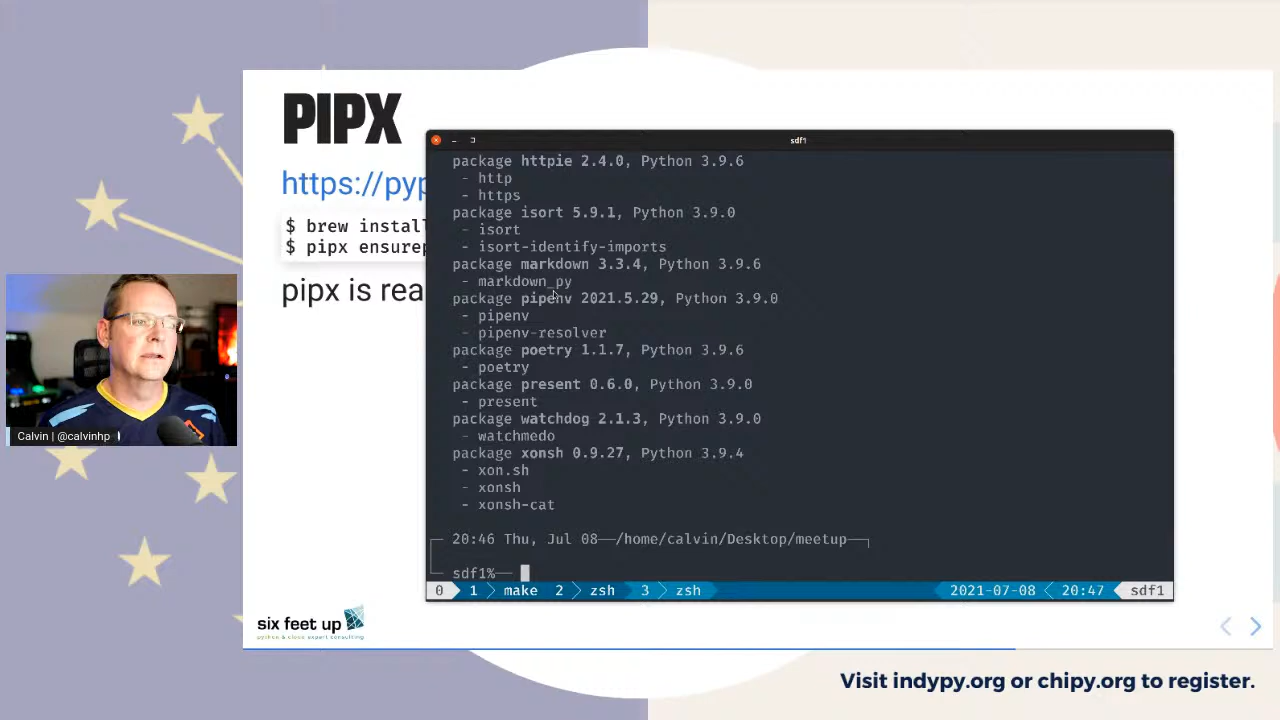 PIPX
https://pyp
$ brew install
$ pipx ensurep
pipx is rea
sdf1
package httpie 2.4.0, Python 3.9.6
- http
- https
package isort 5.9.1, Python 3.9.0
- isort
- isort-identify-imports
package markdown 3.3.4, Python 3.9.6
- markdown_py
package pipenv 2021.5.29, Python 3.9.0
- pipenv
- pipenv-resolver
package poetry 1.1.7, Python 3.9.6
- poetry
package present 0.6.0, Python 3.9.0
- present
package watchdog 2.1.3, Python 3.9.0
- watchmedo
package xonsh 0.9.27, Python 3.9.4
- xon.sh
- xonsh
- xonsh-cat
20:46 Thu, Jul 08—/home/calvin/Desktop/meetup
sdf1%
0 1 make 2 zsh 3 zsh 2021-07-08 20:47 sdf1
Calvin | @calvinhp
six feet up
python & cloud expert consulting
Visit indypy.org or chipy.org to register.